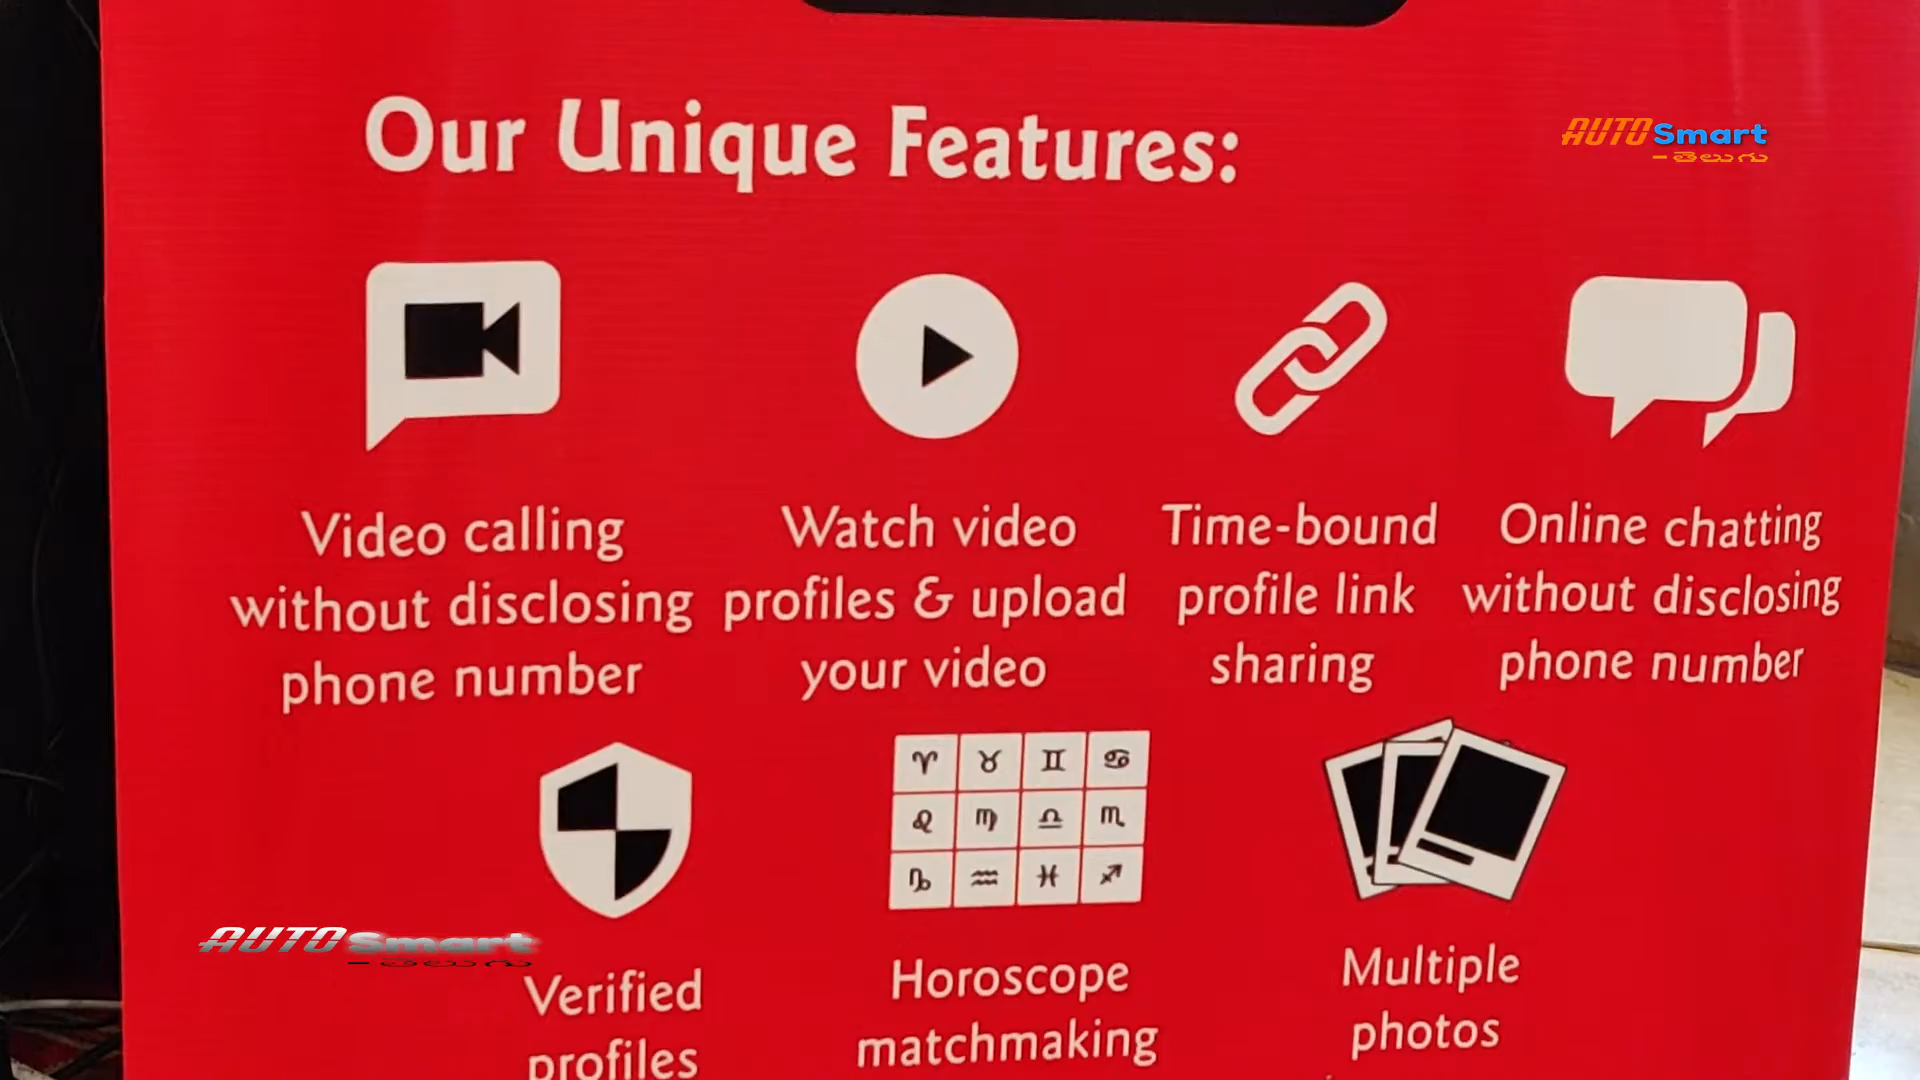 Our Unique Features:
AUTO Smart
-తెలుగు
Video calling
without disclosing
phone number
Watch video
profiles & upload
your video
Time-bound
profile link
sharing
Online chatting
without disclosing
phone number
AUTO Smart
-తెలుగు
Verified
profiles
Horoscope
matchmaking
Multiple
photos